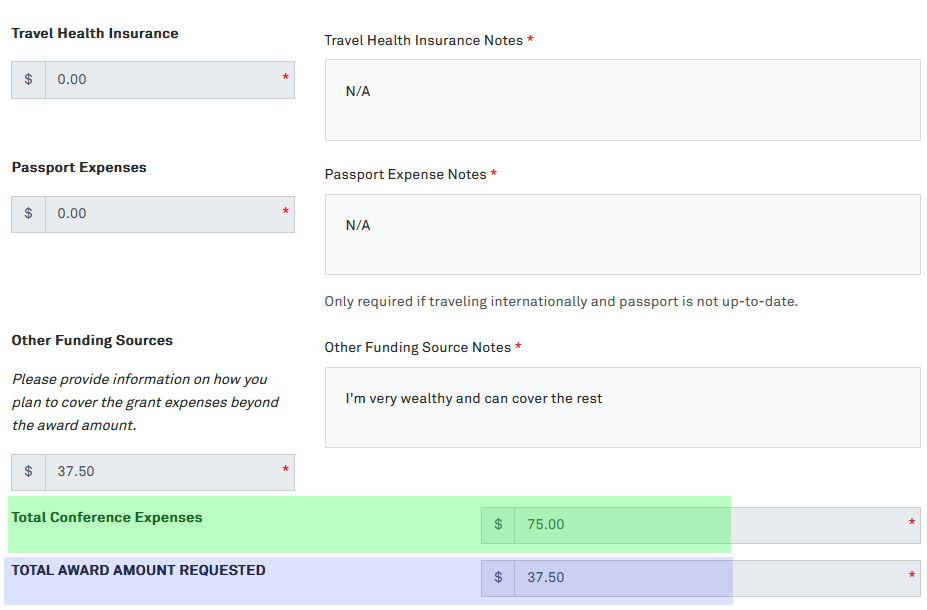 Travel Health Insurance
Travel Health Insurance Notes *
$ 0.00 *
N/A
Passport Expenses
Passport Expense Notes *
$ 0.00 *
N/A
Only required if traveling internationally and passport is not up-to-date.
Other Funding Sources
Other Funding Source Notes *
Please provide information on how you
plan to cover the grant expenses beyond
the award amount.
I'm very wealthy and can cover the rest
$ 37.50 *
Total Conference Expenses
$ 75.00 *
TOTAL AWARD AMOUNT REQUESTED
$ 37.50 *